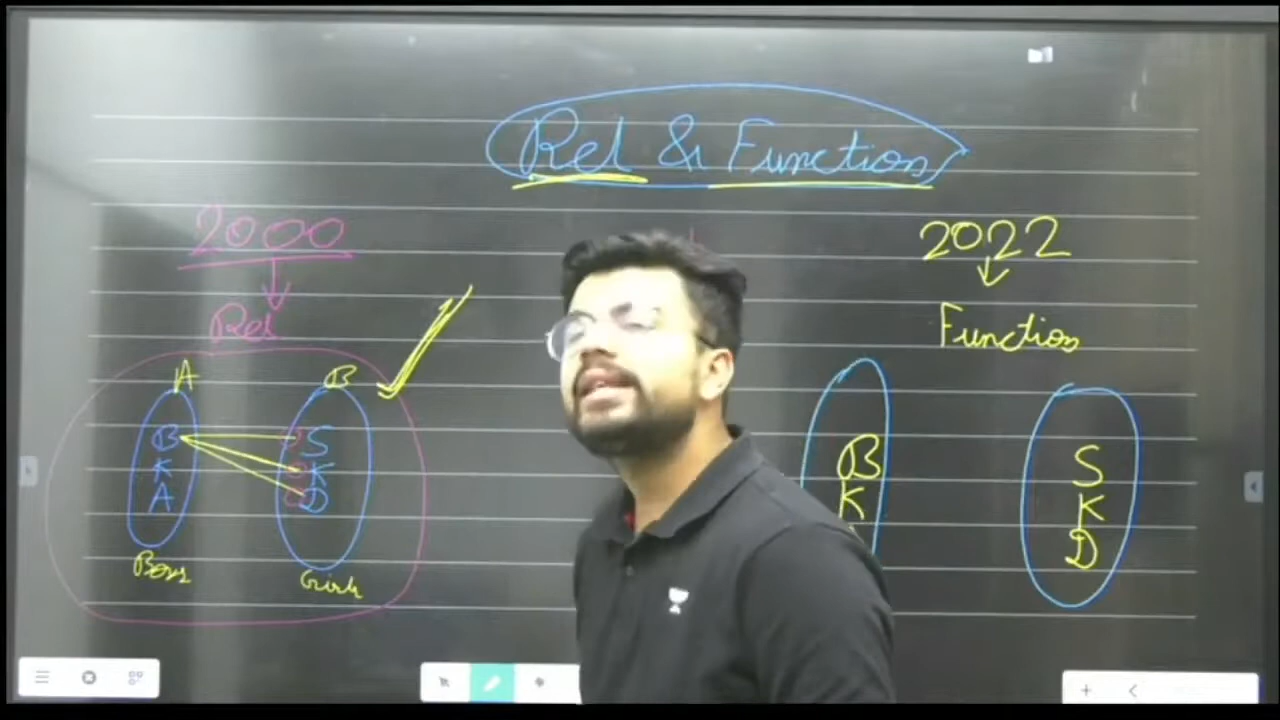 Rel & Function
2000
Rel
A
B
B
K
A
S
K
D
Boys
Girls
2022
Function
B
K
S
K
D